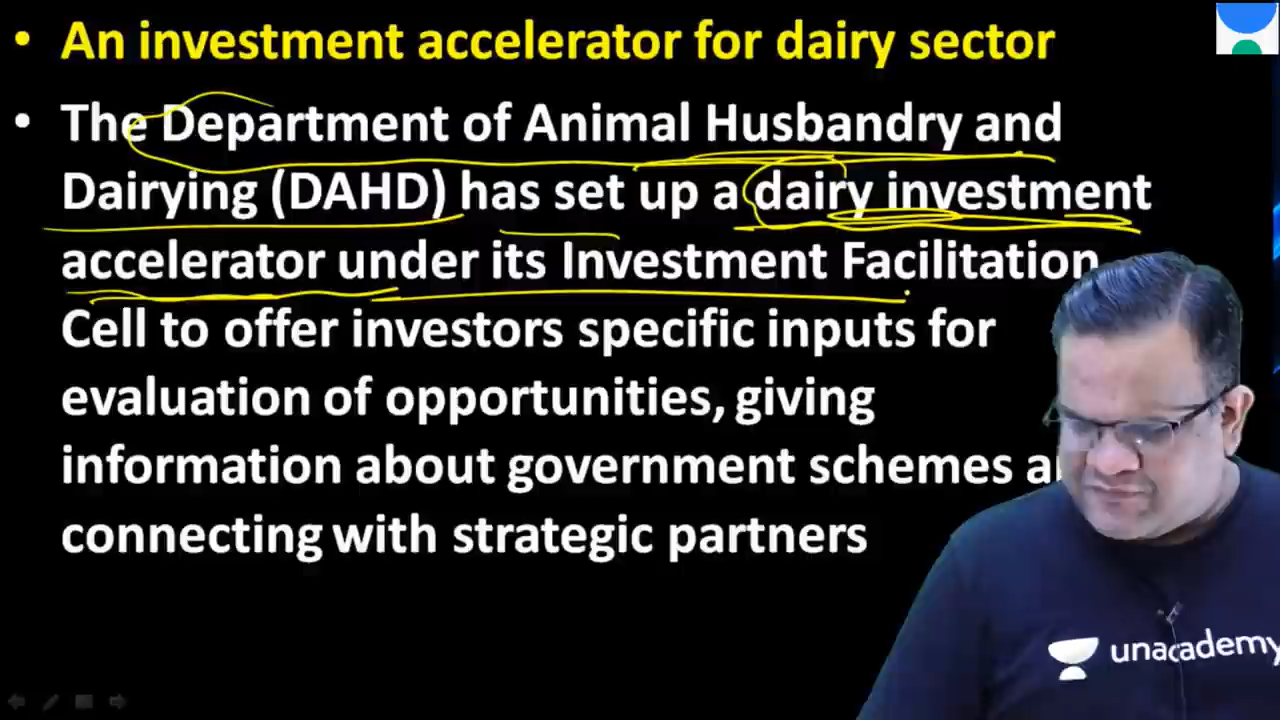 • An investment accelerator for dairy sector
• The Department of Animal Husbandry and
Dairying (DAHD) has set up a dairy investment
accelerator under its Investment Facilitation
Cell to offer investors specific inputs for
evaluation of opportunities, giving
information about government schemes
connecting with strategic partners
unacademy